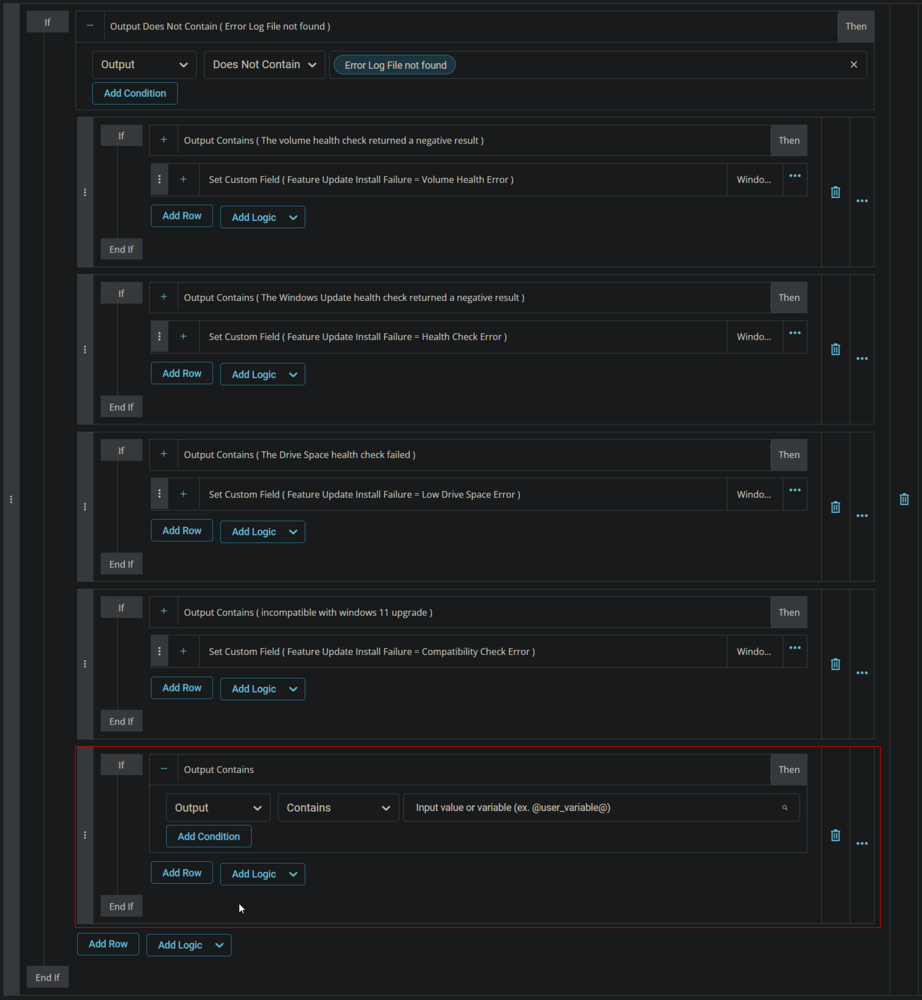 If
Output Does Not Contain ( Error Log File not found )
Then
Output
Does Not Contain
Error Log File not found
Add Condition
If
Output Contains ( The volume health check returned a negative result )
Then
Set Custom Field ( Feature Update Install Failure = Volume Health Error )
Windo...
Add Row
Add Logic
End If
If
Output Contains ( The Windows Update health check returned a negative result )
Then
Set Custom Field ( Feature Update Install Failure = Health Check Error )
Windo...
Add Row
Add Logic
End If
If
Output Contains ( The Drive Space health check failed )
Then
Set Custom Field ( Feature Update Install Failure = Low Drive Space Error )
Windo...
Add Row
Add Logic
End If
If
Output Contains ( incompatible with windows 11 upgrade )
Then
Set Custom Field ( Feature Update Install Failure = Compatibility Check Error )
Windo...
Add Row
Add Logic
End If
If
Output Contains
Then
Output
Contains
Input value or variable (ex. @user_variable@)
Add Condition
Add Row
Add Logic
End If
Add Row
Add Logic
End If